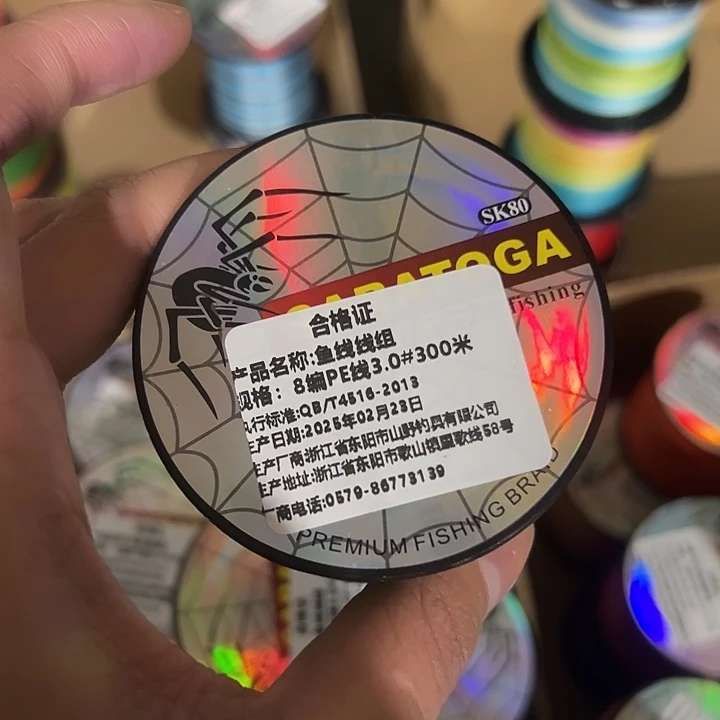 SK80
SARATOGA
fishing
合格证
产品名称:鱼线线组
规格：8编PE线3.0#300米
执行标准:QB/T4516-2013
生产日期:2025年02月23日
生产厂商:浙江省东阳市山野钓具有限公司
生产地址:浙江省东阳市歌山镇圆歌线58号
厂商电话:0579-86773139
PREMIUM FISHING BRAID